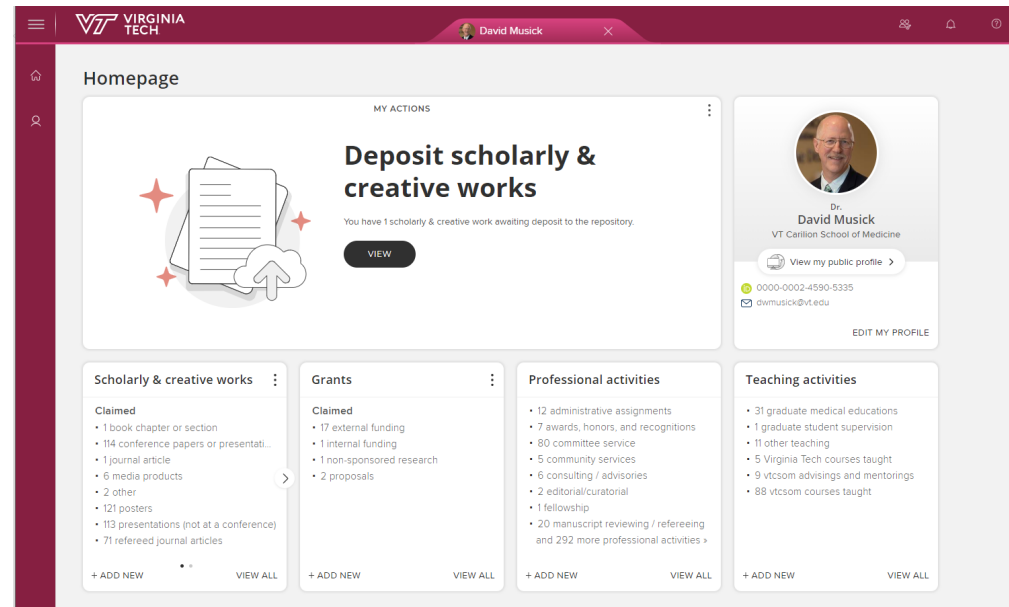 VIRGINIA
TECH
David Musick
Homepage
MY ACTIONS
Deposit scholarly &
creative works
You have 1 scholarly & creative work awaiting deposit to the repository.
VIEW
Dr.
David Musick
VT Carilion School of Medicine
View my public profile
0000-0002-4590-5335
dwmusick@vt.edu
EDIT MY PROFILE
Scholarly & creative works
Claimed
• 1 book chapter or section
• 114 conference papers or presentati...
• 1 journal article
• 6 media products
• 2 other
• 121 posters
• 113 presentations (not at a conference)
• 71 refereed journal articles
+ ADD NEW VIEW ALL
Grants
Claimed
• 17 external funding
• 1 internal funding
• 1 non-sponsored research
• 2 proposals
+ ADD NEW VIEW ALL
Professional activities
• 12 administrative assignments
• 7 awards, honors, and recognitions
• 80 committee service
• 5 community services
• 6 consulting / advisories
• 2 editorial/curatorial
• 1 fellowship
• 20 manuscript reviewing / refereeing
and 292 more professional activities »
+ ADD NEW VIEW ALL
Teaching activities
• 31 graduate medical educations
• 1 graduate student supervision
• 11 other teaching
• 5 Virginia Tech courses taught
• 9 vtcsom advisings and mentorings
• 88 vtcsom courses taught
+ ADD NEW VIEW ALL